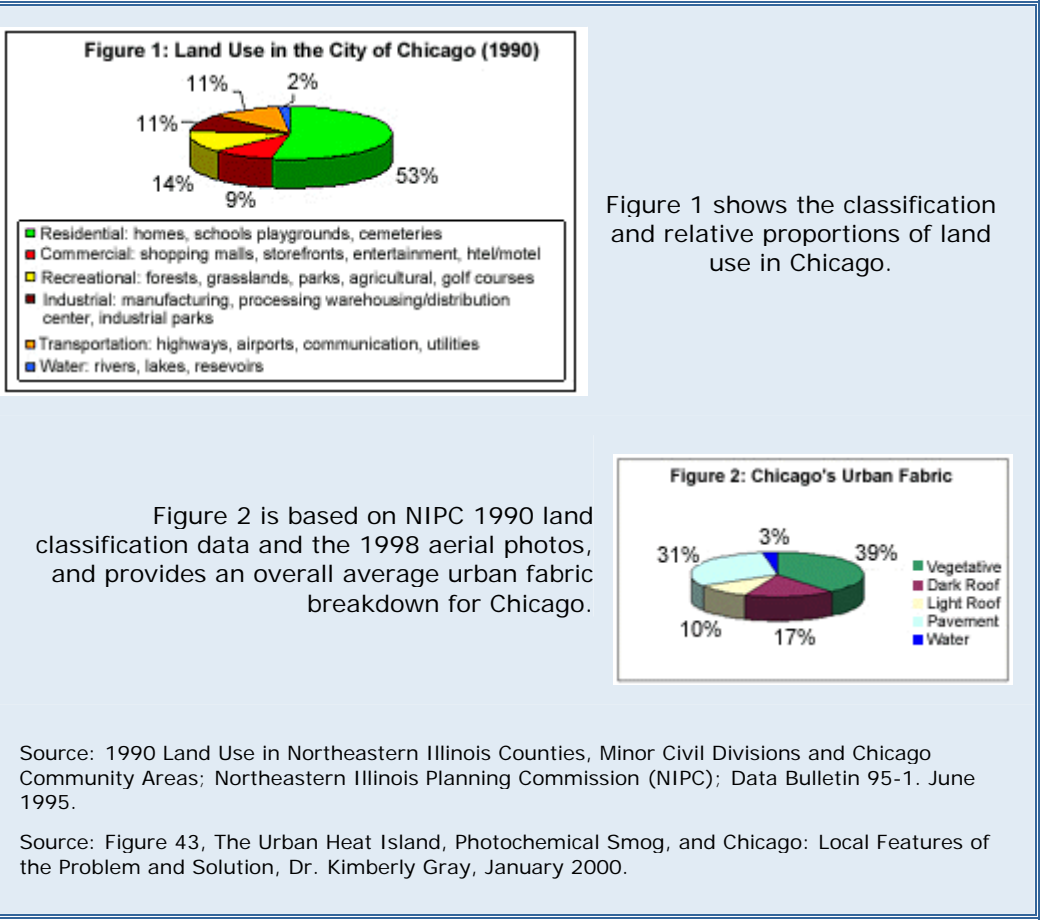 Figure 1: Land Use in the City of Chicago (1990)
11%
2%
11%
53%
14%
9%
Residential: homes, schools playgrounds, cemeteries
Commercial: shopping malls, storefronts, entertainment, htel/motel
Recreational: forests, grasslands, parks, agricultural, golf courses
Industrial: manufacturing, processing warehousing/distribution
center, industrial parks
Transportation: highways, airports, communication, utilities
Water: rivers, lakes, resevoirs
Figure 1 shows the classification
and relative proportions of land
use in Chicago.
Figure 2 is based on NIPC 1990 land
classification data and the 1998 aerial photos,
and provides an overall average urban fabric
breakdown for Chicago.
Figure 2: Chicago's Urban Fabric
3%
31%
39%
10%
17%
Vegetative
Dark Roof
Light Roof
Pavement
Water
Source: 1990 Land Use in Northeastern Illinois Counties, Minor Civil Divisions and Chicago
Community Areas; Northeastern Illinois Planning Commission (NIPC); Data Bulletin 95-1. June
1995.
Source: Figure 43, The Urban Heat Island, Photochemical Smog, and Chicago: Local Features of
the Problem and Solution, Dr. Kimberly Gray, January 2000.